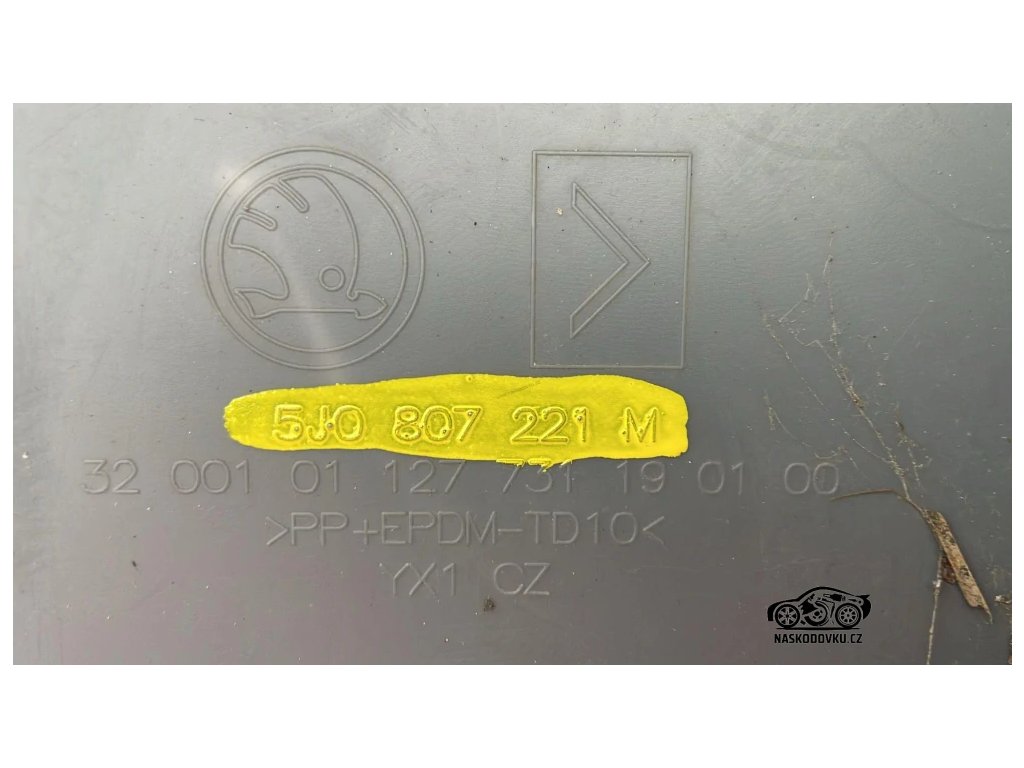 5J0 807 221 M
32 001 01 127 731 19 01 00
>PP+EPDM-TD10<
YX1 CZ
NASKODOVKU.CZ